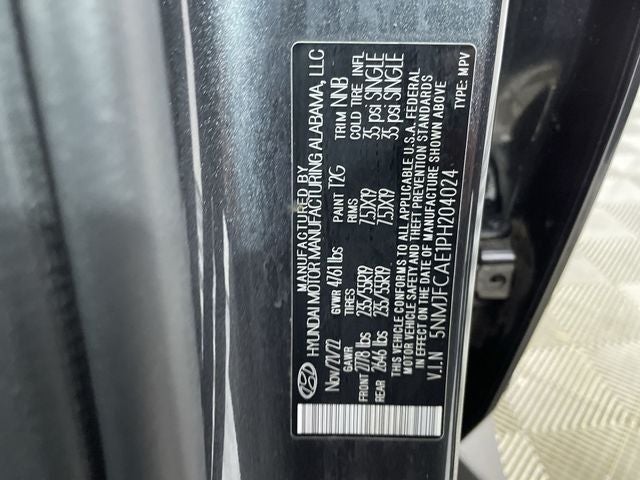 MANUFACTURED BY
HYUNDAI MOTOR MANUFACTURING ALABAMA, LLC
Nov/21/22 GVWR 4761 lbs PAINT T2G TRIM NNB
GAWR TIRES RIMS COLD TIRE INFL
FRONT 2778 lbs 235/55R19 7.5JX19 35 psi SINGLE
REAR 2646 lbs 235/55R19 7.5JX19 35 psi SINGLE
THIS VEHICLE CONFORMS TO ALL APPLICABLE U.S.A. FEDERAL
MOTOR VEHICLE SAFETY AND THEFT PREVENTION STANDARDS
IN EFFECT ON THE DATE OF MANUFACTURE SHOWN ABOVE
V.I.N 5NMJFCAE1PH204024 TYPE: MPV